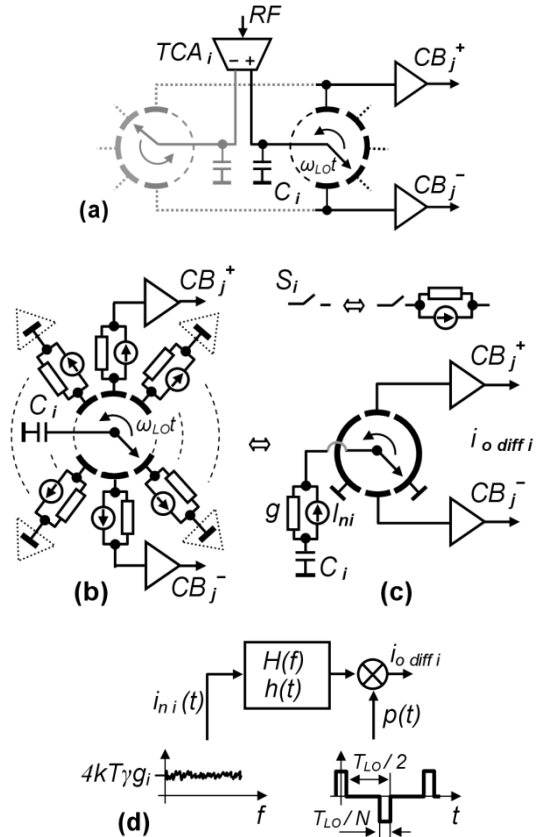 RF
TCA i
− +
CB j +
ω LO t
C i
CB j −
(a)
CB j +
S i
⇔
C i
ω LO t
⇔
CB j +
i o diff i
g
I ni
C i
CB j −
(b)
CB j −
(c)
H(f)
h(t)
i o diff i
i n i (t)
p(t)
4kTγg i
T LO / 2
f
T LO / N
t
(d)